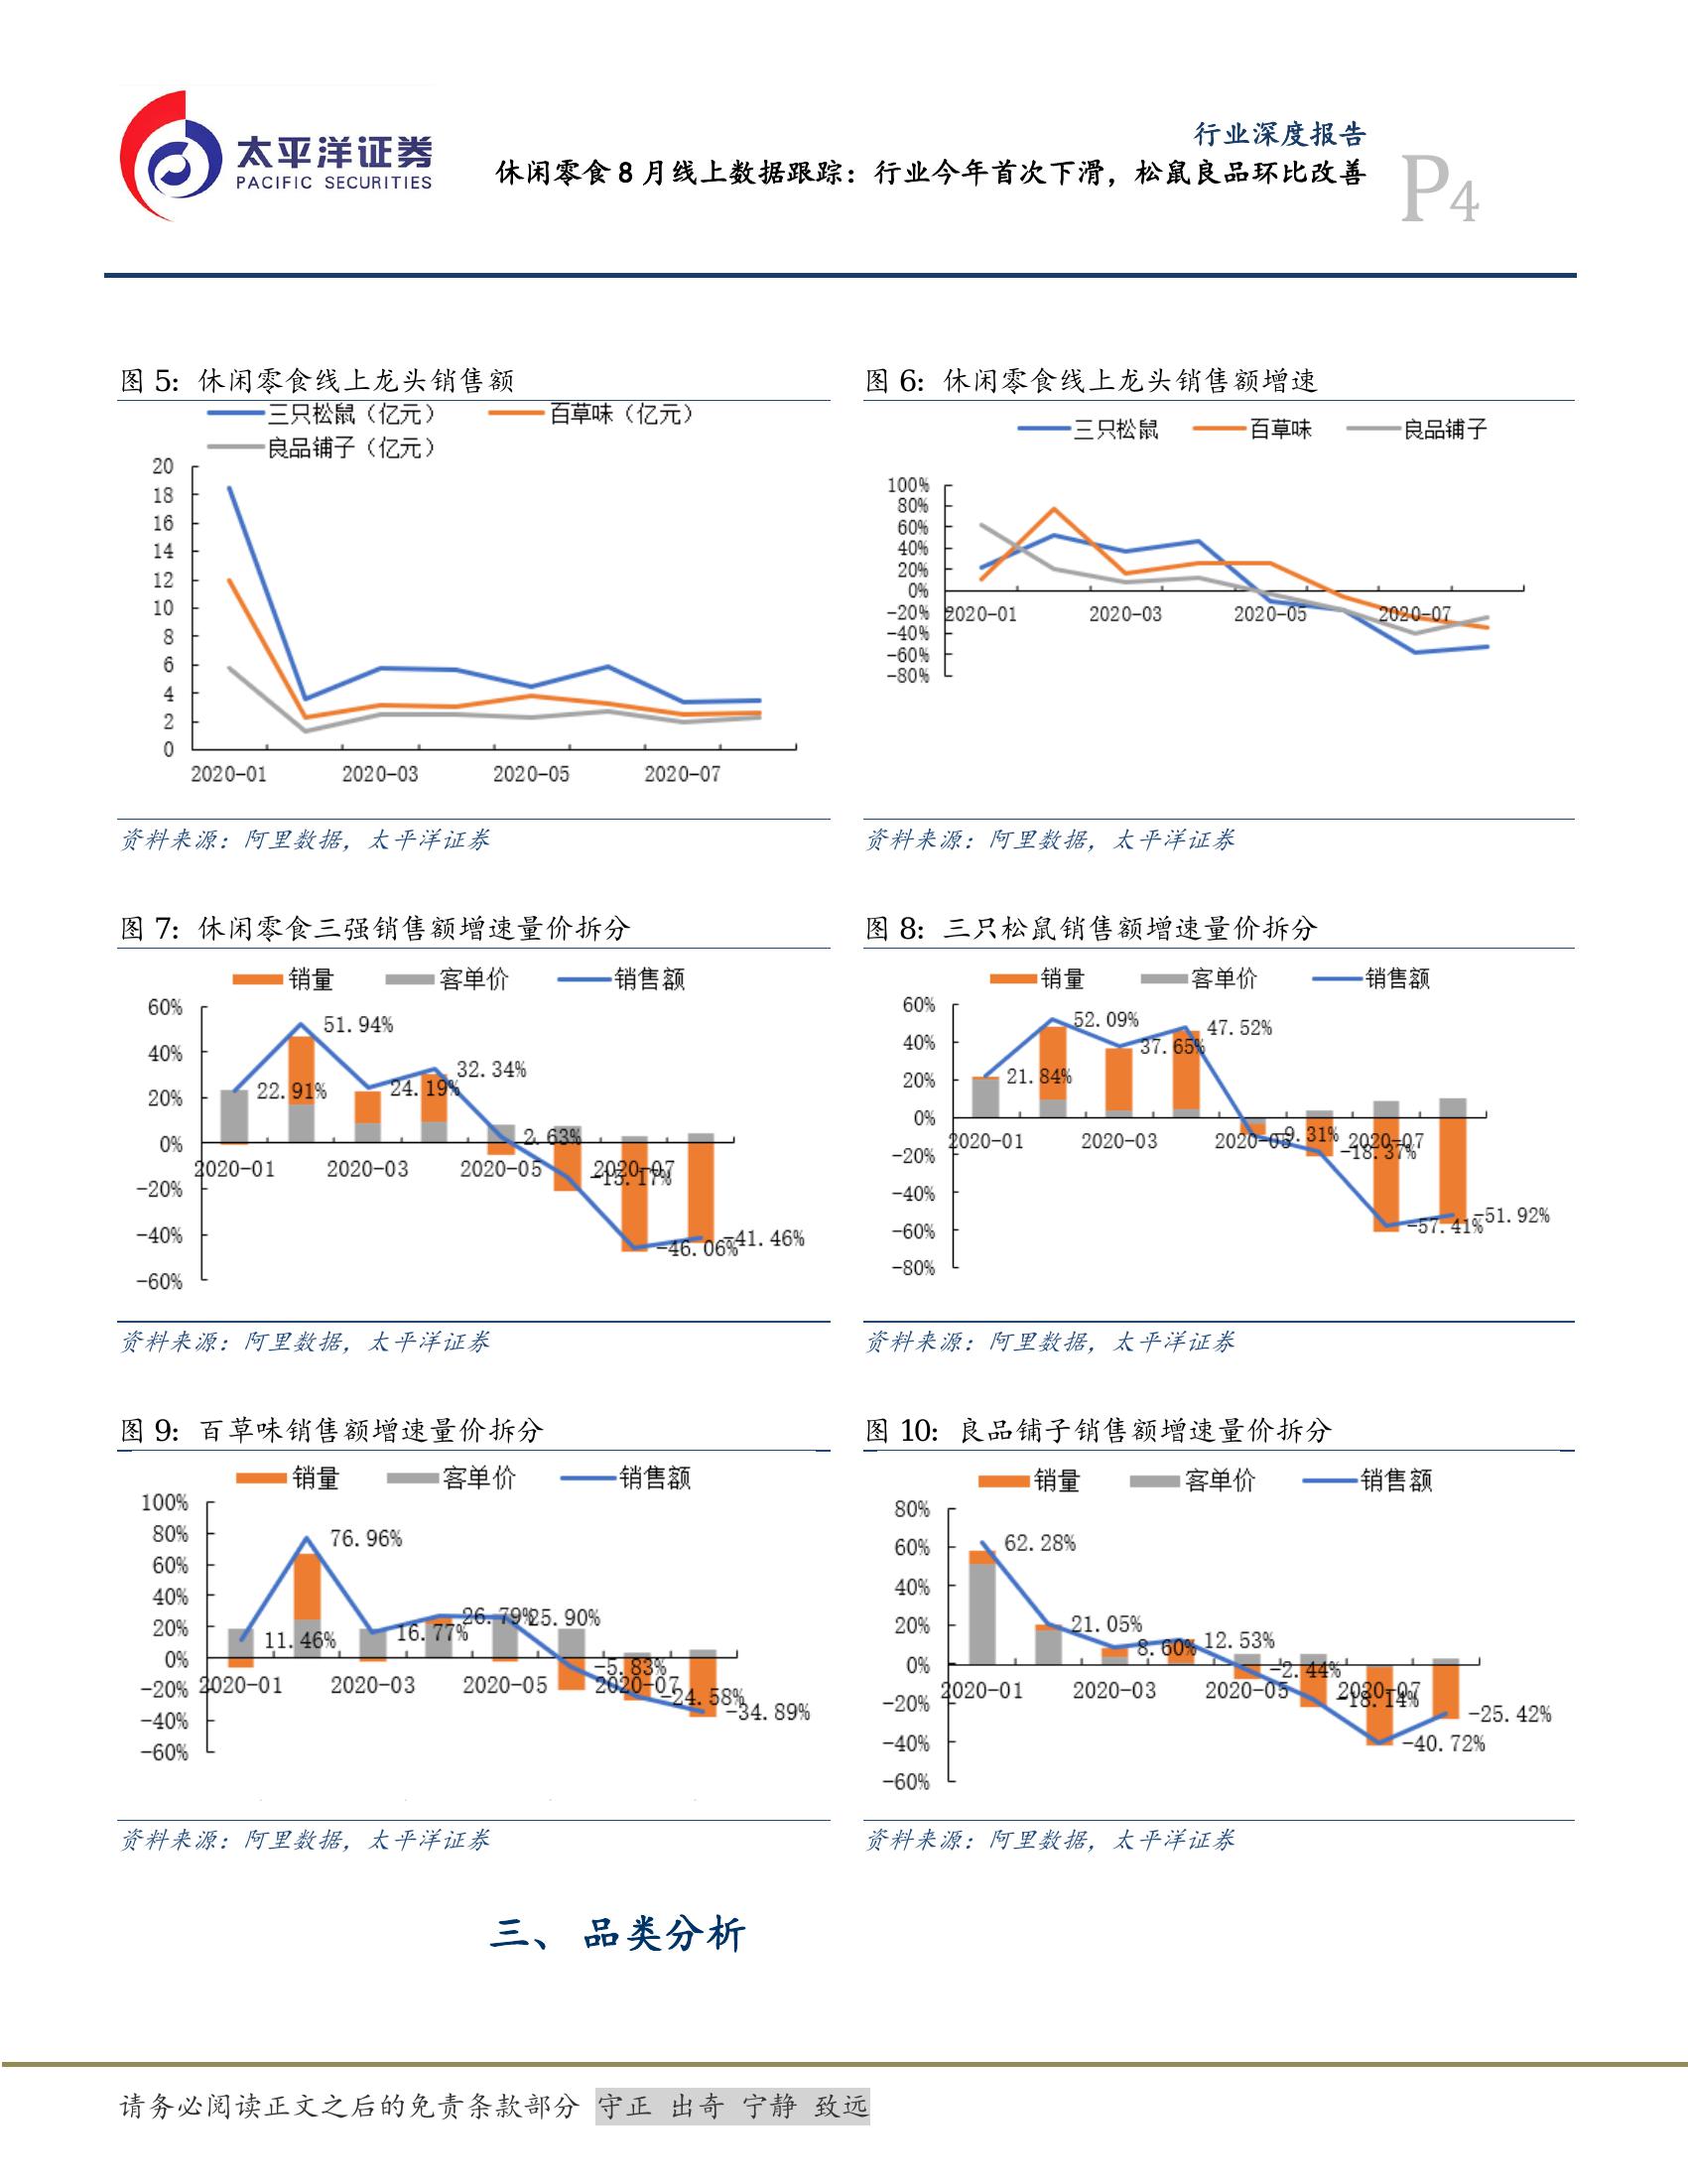 太平洋证券
PACIFIC SECURITIES
行业深度报告
休闲零食 8 月线上数据跟踪：行业今年首次下滑，松鼠良品环比改善
P4
图 5：休闲零食线上龙头销售额
三只松鼠（亿元） 百草味（亿元）
良品铺子（亿元）
20
18
16
14
12
10
8
6
4
2
0
2020-01 2020-03 2020-05 2020-07
资料来源：阿里数据，太平洋证券
图 6：休闲零食线上龙头销售额增速
三只松鼠 百草味 良品铺子
100%
80%
60%
40%
20%
0%
-20%
-40%
-60%
-80%
2020-01 2020-03 2020-05 2020-07
资料来源：阿里数据，太平洋证券
图 7：休闲零食三强销售额增速量价拆分
销量 客单价 销售额
60%
40%
20%
0%
-20%
-40%
-60%
22.91% 51.94% 24.19% 32.34% 2.63% -46.06% -41.46%
2020-01 2020-03 2020-05 2020-07
资料来源：阿里数据，太平洋证券
图 8：三只松鼠销售额增速量价拆分
销量 客单价 销售额
60%
40%
20%
0%
-20%
-40%
-60%
-80%
21.84% 52.09% 37.65% 47.52% -9.31% -18.37% -57.41% -51.92%
2020-01 2020-03 2020-05 2020-07
资料来源：阿里数据，太平洋证券
图 9：百草味销售额增速量价拆分
销量 客单价 销售额
100%
80%
60%
40%
20%
0%
-20%
-40%
-60%
11.46% 76.96% 16.77% 26.79% 25.90% -5.83% -24.58% -34.89%
2020-01 2020-03 2020-05 2020-07
资料来源：阿里数据，太平洋证券
图 10：良品铺子销售额增速量价拆分
销量 客单价 销售额
80%
60%
40%
20%
0%
-20%
-40%
-60%
62.28% 21.05% 8.60% 12.53% -2.44% -18.14% -40.72% -25.42%
2020-01 2020-03 2020-05 2020-07
资料来源：阿里数据，太平洋证券
三、 品类分析
请务必阅读正文之后的免责条款部分 守正 出奇 宁静 致远